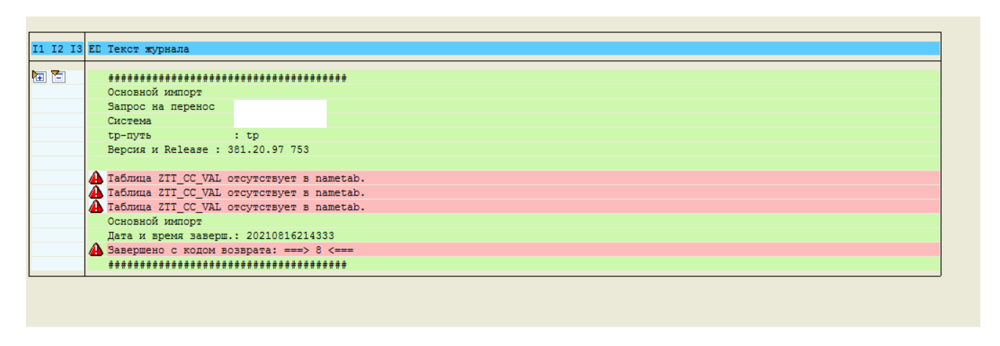 I1 I2 I3 ED Текст журнала
######################################
Основной импорт
Запрос на перенос
Система
tp-путь : tp
Версия и Release : 381.20.97 753
Таблица ZTT_CC_VAL отсутствует в nametab.
Таблица ZTT_CC_VAL отсутствует в nametab.
Таблица ZTT_CC_VAL отсутствует в nametab.
Основной импорт
Дата и время заверш.: 20210816214333
Завершено с кодом возврата: ===> 8 <===
######################################